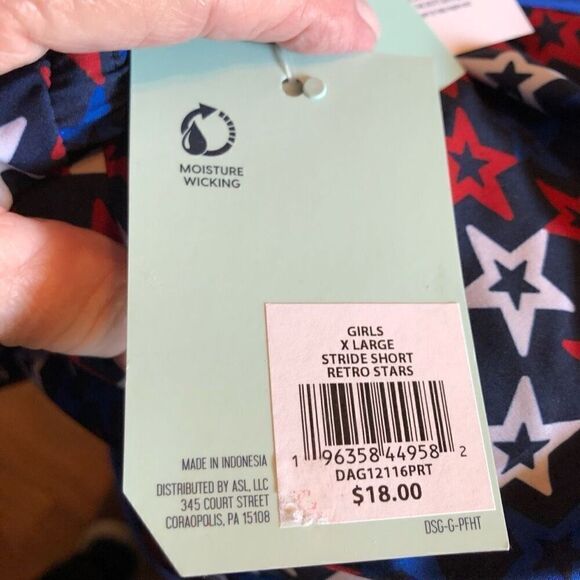 MOISTURE
WICKING
GIRLS
X LARGE
STRIDE SHORT
RETRO STARS
1 96358 44958 2
DAG12116PRT
$18.00
MADE IN INDONESIA
DISTRIBUTED BY ASL, LLC
345 COURT STREET
CORAOPOLIS, PA 15108
DSG-G-PFHT